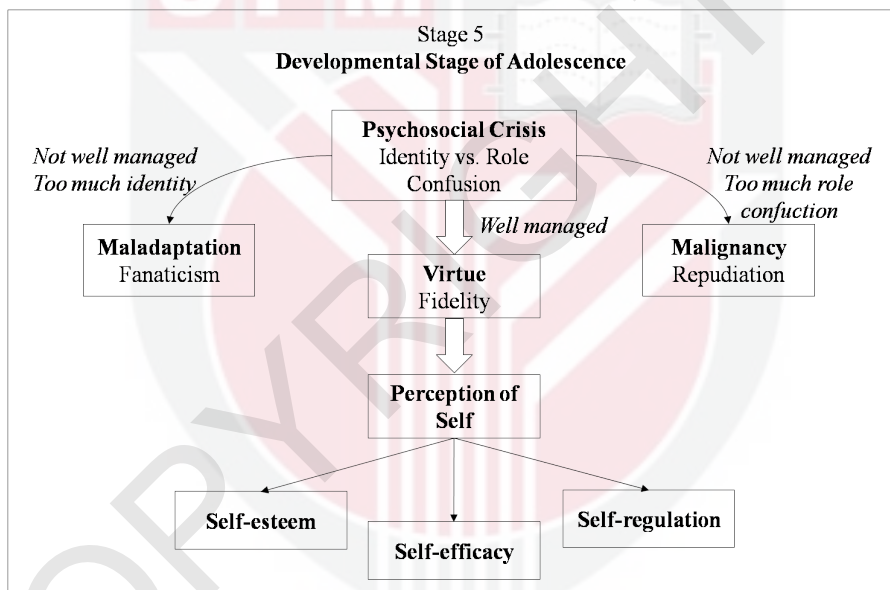 Stage 5
Developmental Stage of Adolescence
Psychosocial Crisis
Identity vs. Role
Confusion
Not well managed
Too much identity
Not well managed
Too much role
confuction
Well managed
Maladaptation
Fanaticism
Virtue
Fidelity
Malignancy
Repudiation
Perception of
Self
Self-esteem
Self-efficacy
Self-regulation
COPYRIGHT
UPM